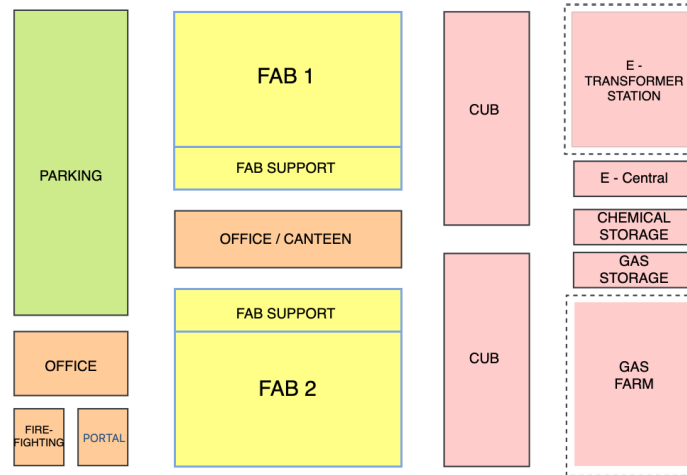 PARKING
OFFICE
FIRE-
FIGHTING
PORTAL
FAB 1
FAB SUPPORT
OFFICE / CANTEEN
FAB SUPPORT
FAB 2
CUB
CUB
E -
TRANSFORMER
STATION
E - Central
CHEMICAL
STORAGE
GAS
STORAGE
GAS
FARM